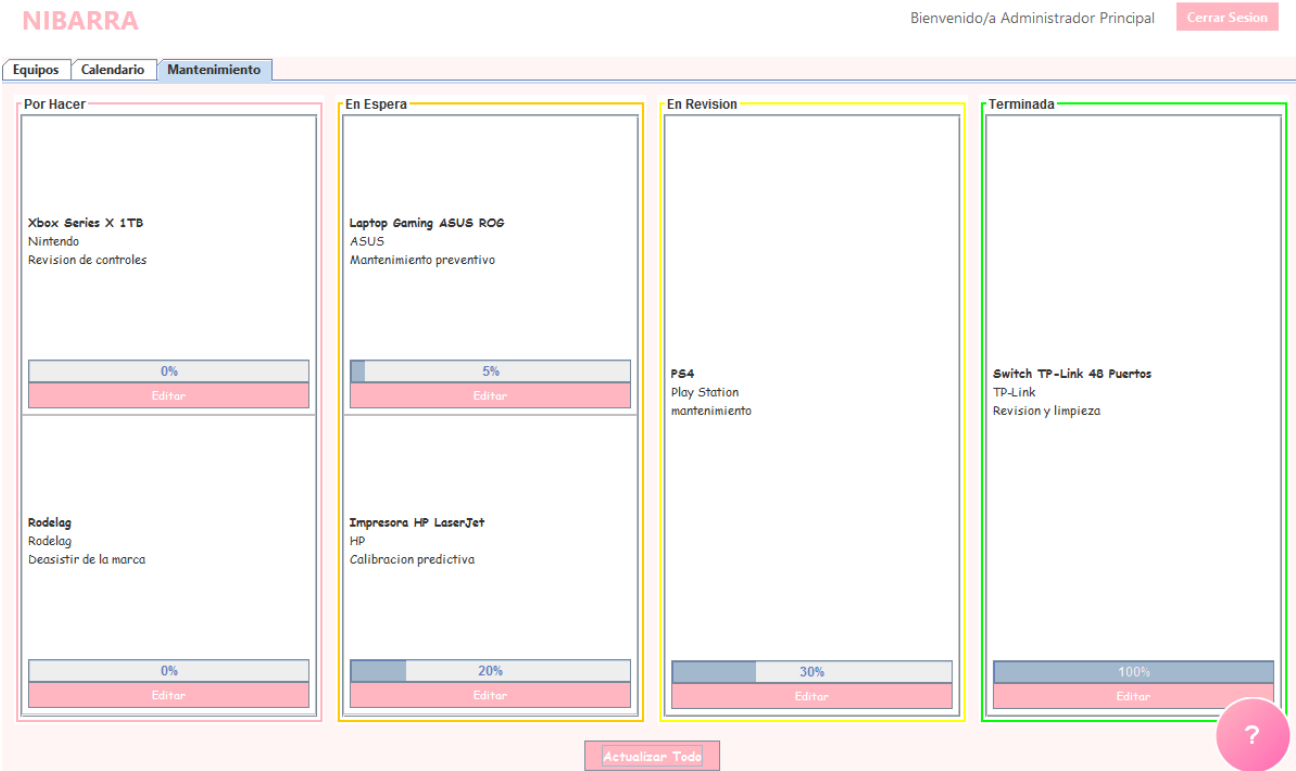 NIBARRA
Bienvenido/a Administrador Principal
Cerrar Sesion
Equipos
Calendario
Mantenimiento
Por Hacer
Xbox Series X 1TB
Nintendo
Revision de controles
0%
Editar
Rodelag
Rodelag
Deasistir de la marca
0%
Editar
En Espera
Laptop Gaming ASUS ROG
ASUS
Mantenimiento preventivo
5%
Editar
Impresora HP LaserJet
HP
Calibracion predictiva
20%
Editar
En Revision
PS4
Play Station
mantenimiento
30%
Editar
Terminada
Switch TP-Link 48 Puertos
TP-Link
Revision y limpieza
100%
Editar
Actualizar Todo
?